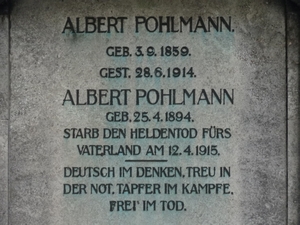 ALBERT POHLMANN.
GEB. 3.9.1859.
GEST. 28.6.1914.
ALBERT POHLMANN
GEB. 25.4.1894.
STARB DEN HELDENTOD FÜRS
VATERLAND AM 12.4.1915.
DEUTSCH IM DENKEN, TREU IN
DER NOT, TAPFER IM KAMPFE,
FREI IM TOD.